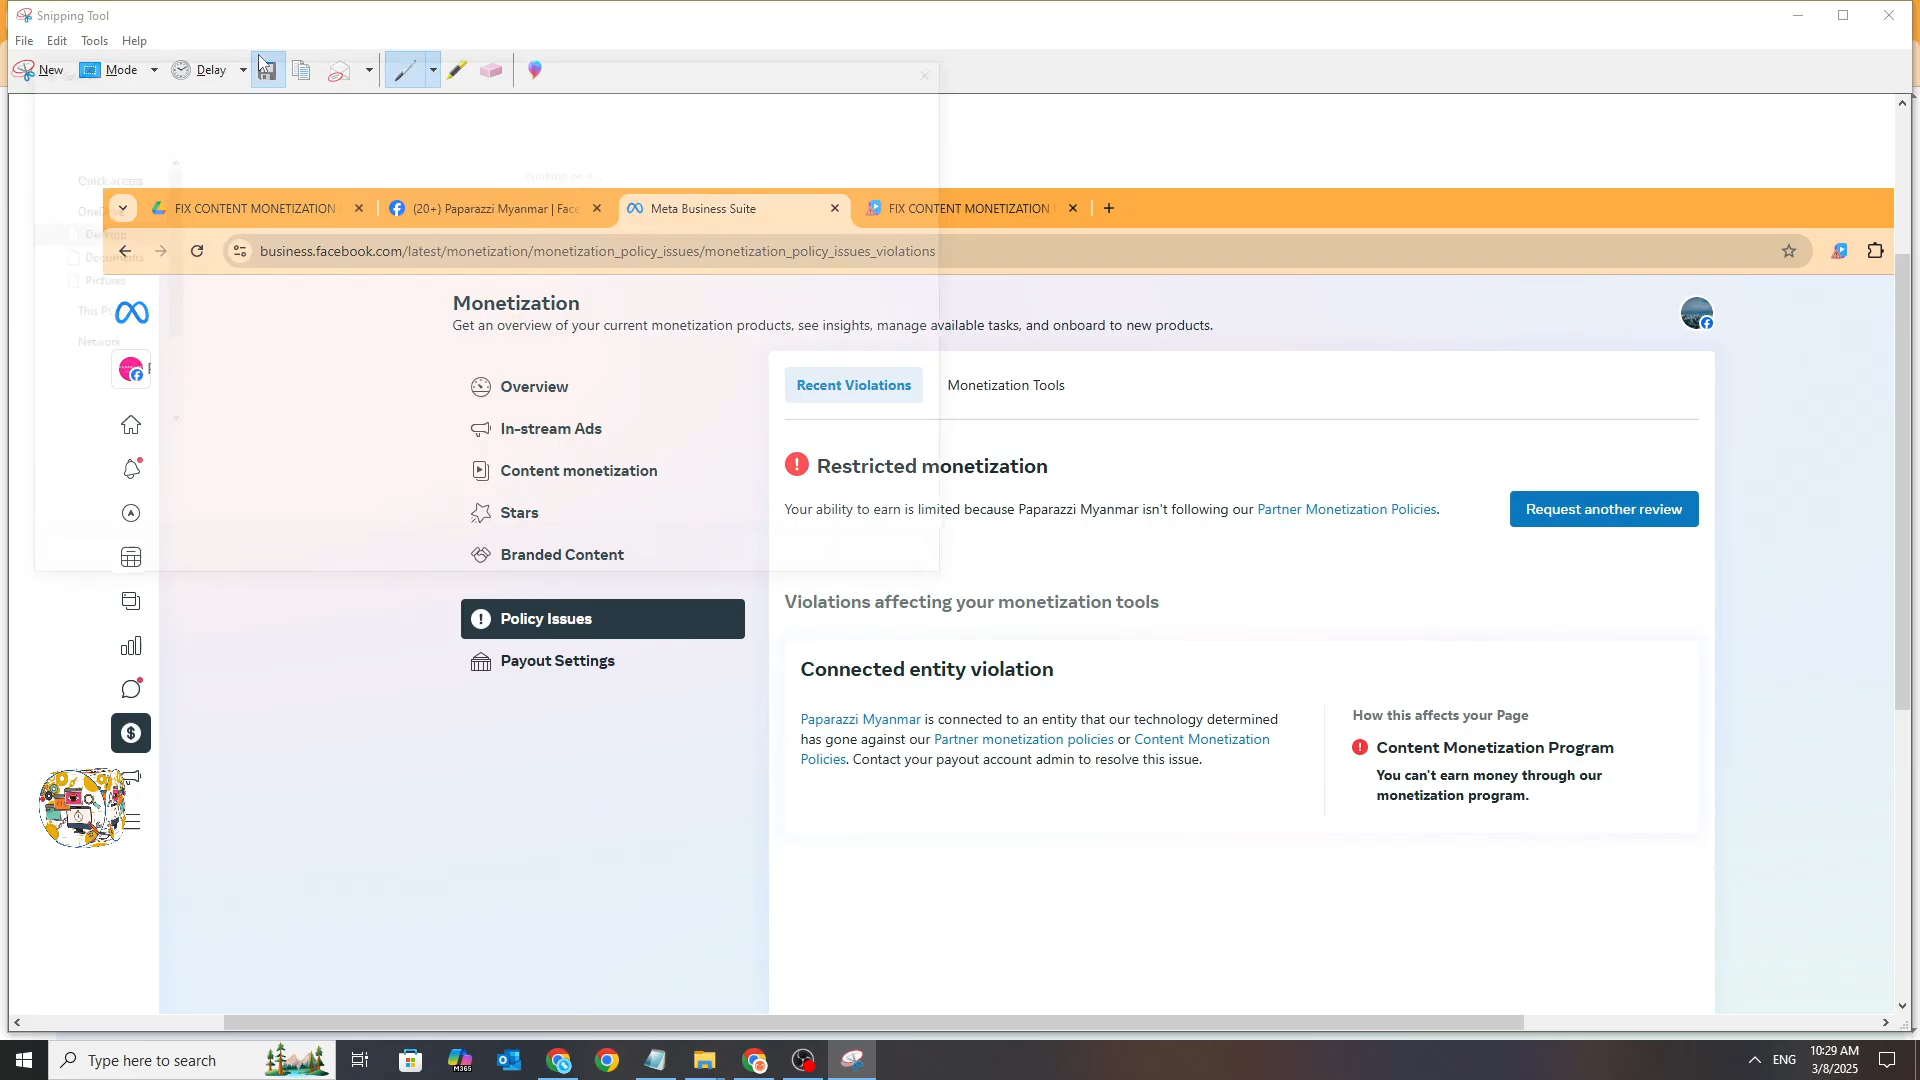 Snipping Tool
File Edit Tools Help
New Mode Delay
Quick access
Desktop
Documents
Pictures
Network
FIX CONTENT MONETIZATION
(20+) Paparazzi Myanmar | Face
Meta Business Suite
FIX CONTENT MONETIZATION
business.facebook.com/latest/monetization/monetization_policy_issues/monetization_policy_issues_violations
Monetization
Get an overview of your current monetization products, see insights, manage available tasks, and onboard to new products.
Overview
In-stream Ads
Content monetization
Stars
Branded Content
Policy Issues
Payout Settings
Recent Violations Monetization Tools
Restricted monetization
Your ability to earn is limited because Paparazzi Myanmar isn't following our Partner Monetization Policies.
Request another review
Violations affecting your monetization tools
Connected entity violation
Paparazzi Myanmar is connected to an entity that our technology determined
has gone against our Partner monetization policies or Content Monetization
Policies. Contact your payout account admin to resolve this issue.
How this affects your Page
Content Monetization Program
You can't earn money through our
monetization program.
Type here to search
M365
ENG
10:29 AM
3/8/2025